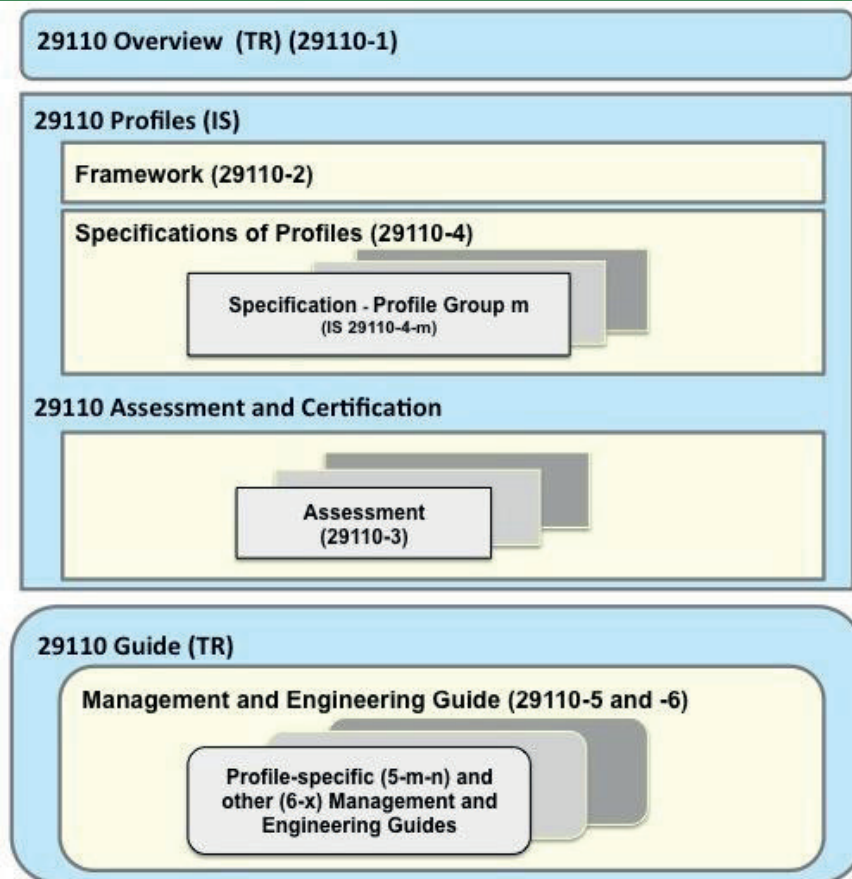 29110 Overview (TR) (29110-1)
29110 Profiles (IS)
Framework (29110-2)
Specifications of Profiles (29110-4)
Specification - Profile Group m
(IS 29110-4-m)
29110 Assessment and Certification
Assessment
(29110-3)
29110 Guide (TR)
Management and Engineering Guide (29110-5 and -6)
Profile-specific (5-m-n) and
other (6-x) Management and
Engineering Guides